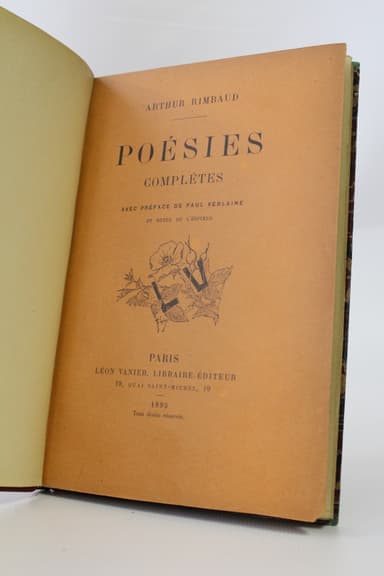 ARTHUR RIMBAUD
POÉSIES
COMPLÈTES
AVEC PRÉFACE DE PAUL VERLAINE
ET NOTES DE L'ÉDITEUR
LV
PARIS
LÉON VANIER, LIBRAIRE-ÉDITEUR
19, QUAI SAINT-MICHEL, 19
1895
Tous droits réservés.